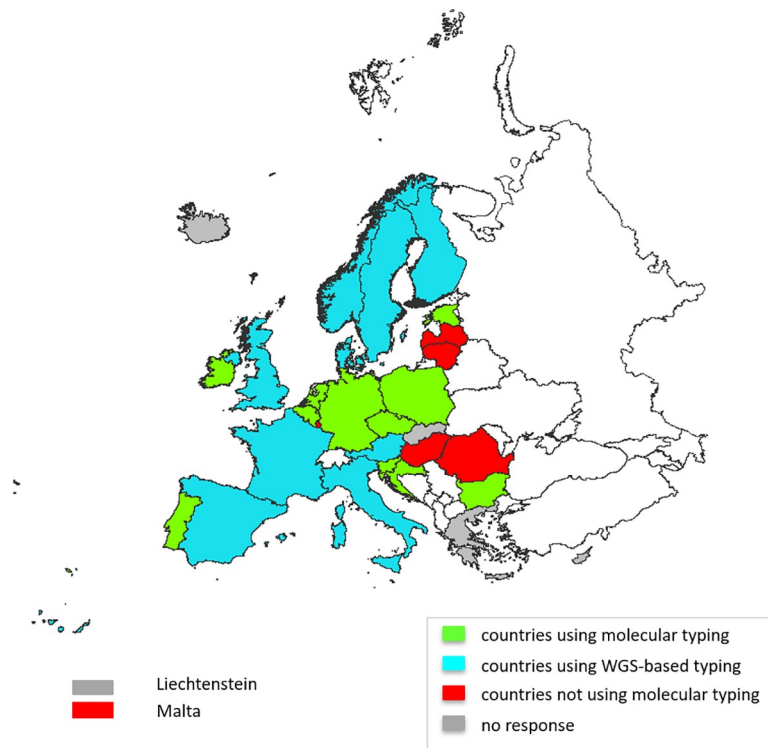 countries using molecular typing
countries using WGS-based typing
countries not using molecular typing
no response
Liechtenstein
Malta